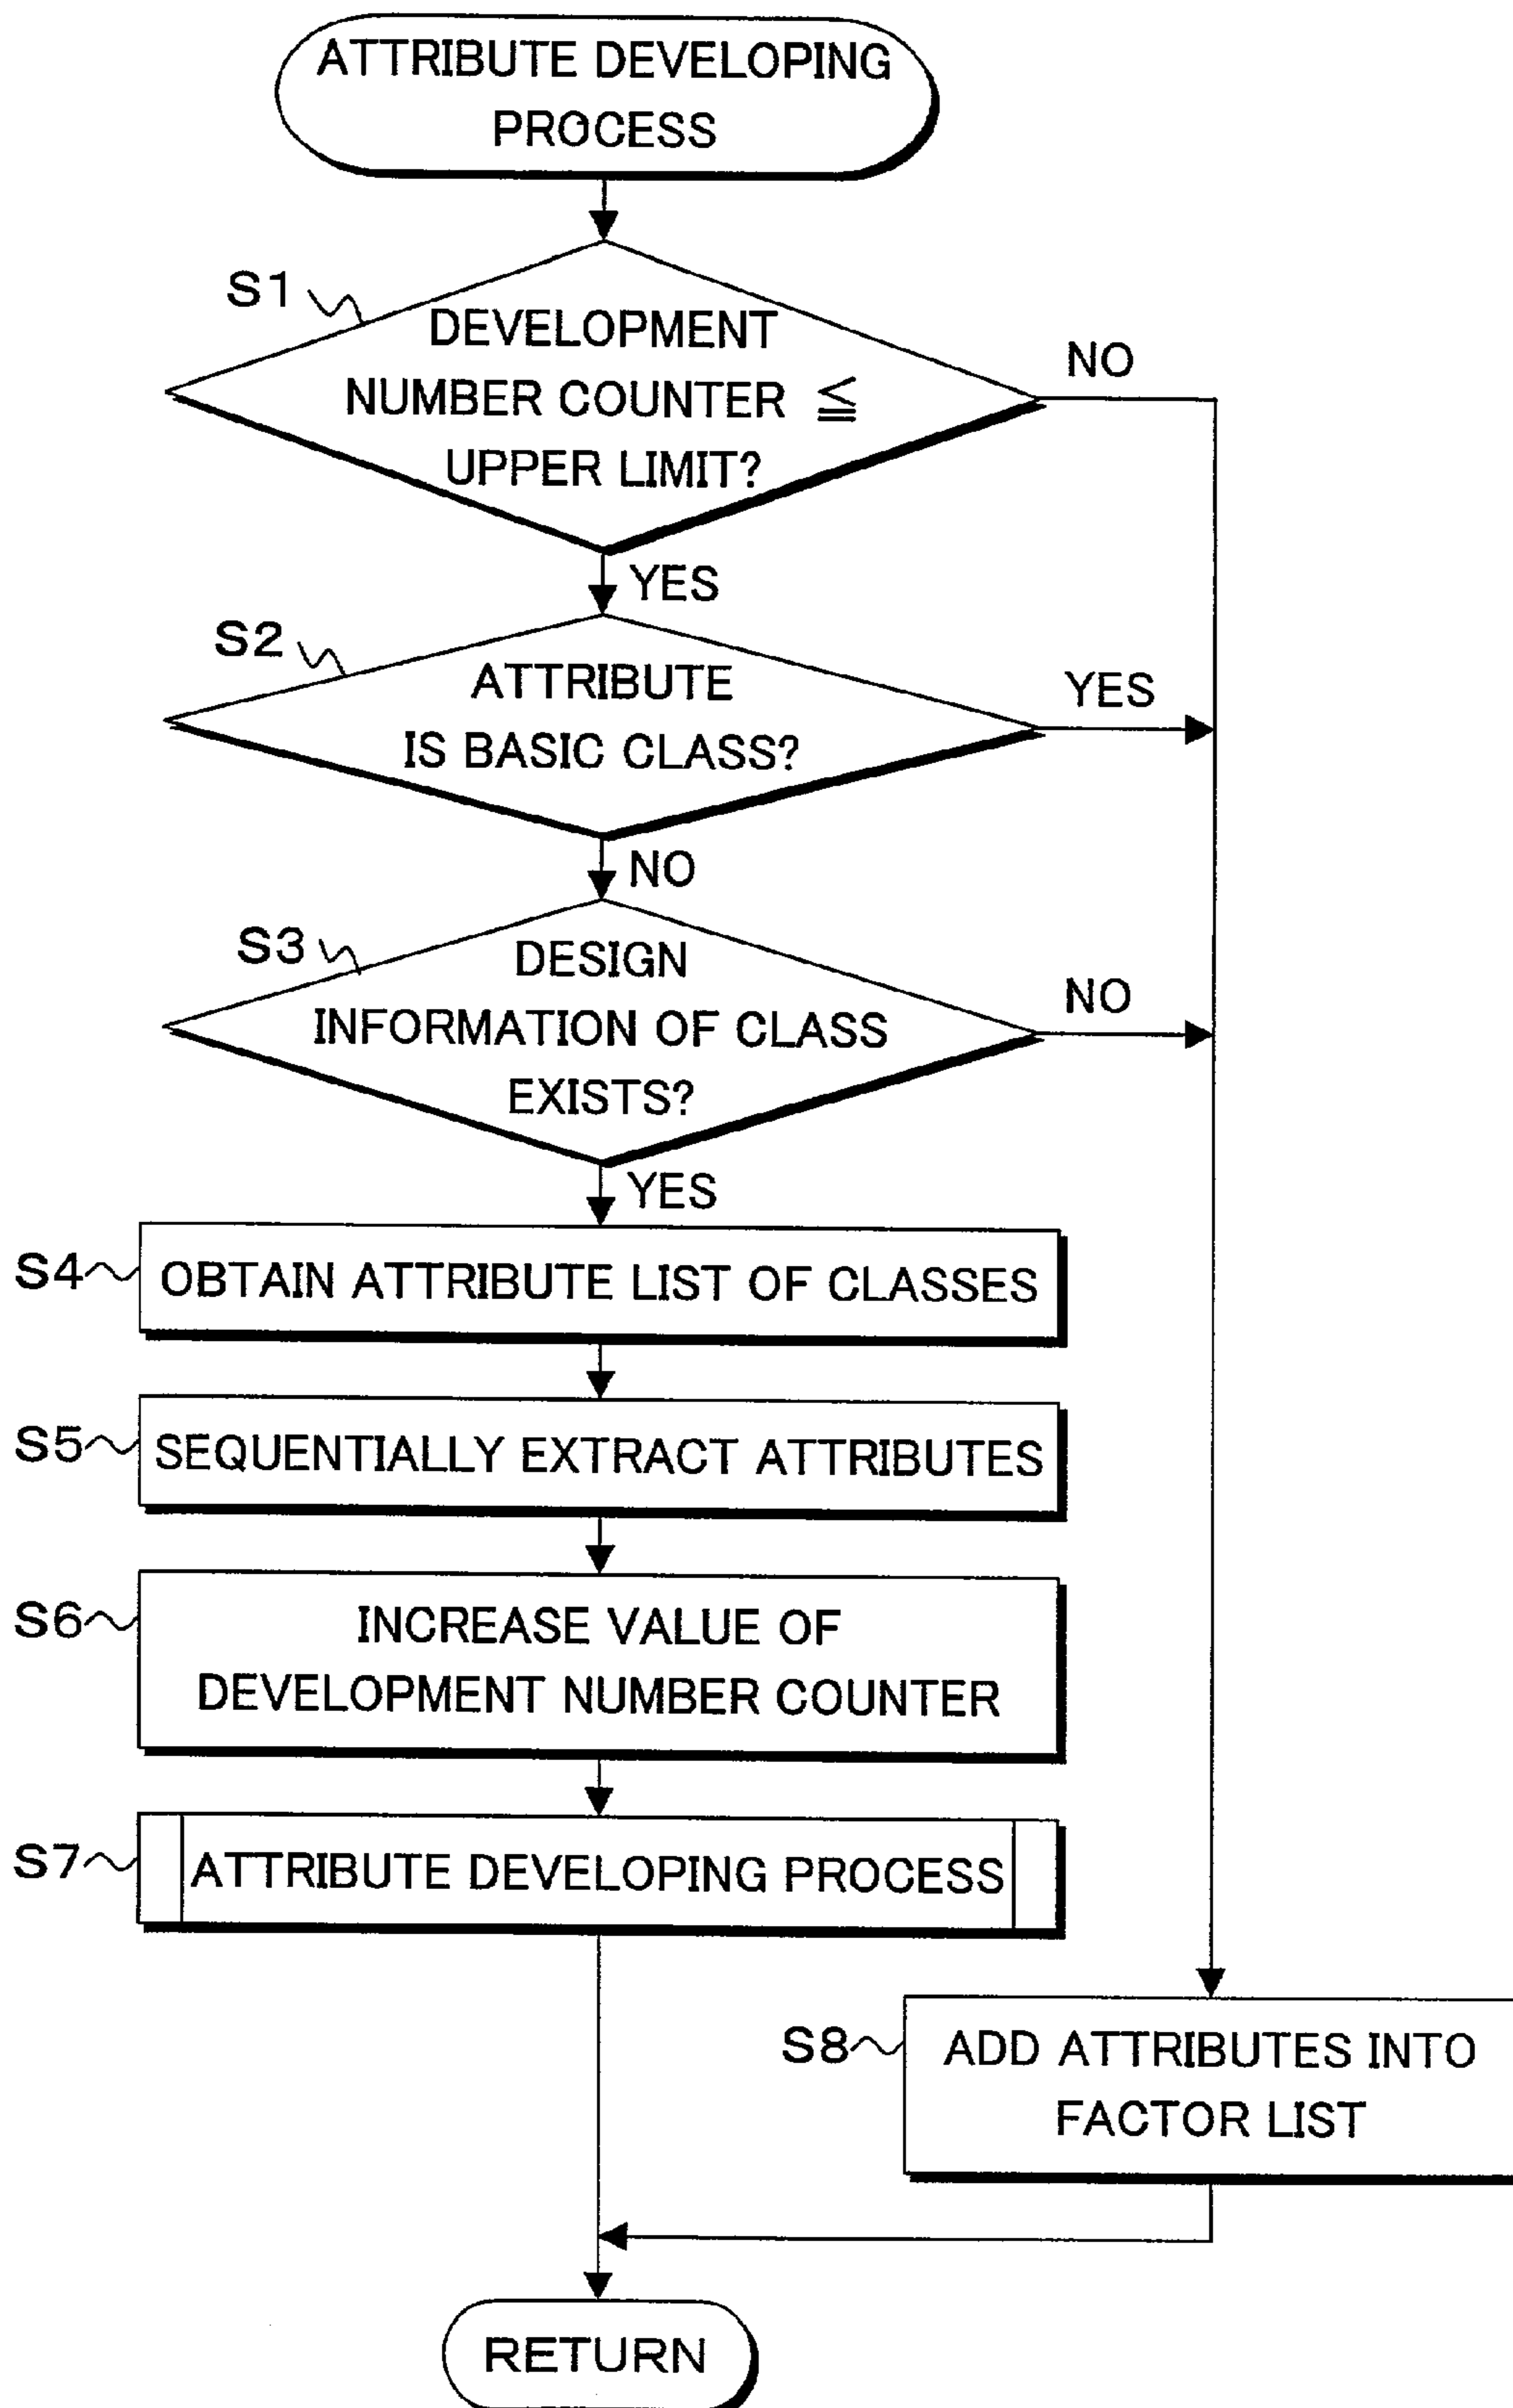 ATTRIBUTE DEVELOPING
PROCESS
S1
DEVELOPMENT
NUMBER COUNTER ≦
UPPER LIMIT?
NO
YES
S2
ATTRIBUTE
IS BASIC CLASS?
YES
NO
S3
DESIGN
INFORMATION OF CLASS
EXISTS?
NO
YES
S4
OBTAIN ATTRIBUTE LIST OF CLASSES
S5
SEQUENTIALLY EXTRACT ATTRIBUTES
S6
INCREASE VALUE OF
DEVELOPMENT NUMBER COUNTER
S7
ATTRIBUTE DEVELOPING PROCESS
S8
ADD ATTRIBUTES INTO
FACTOR LIST
RETURN